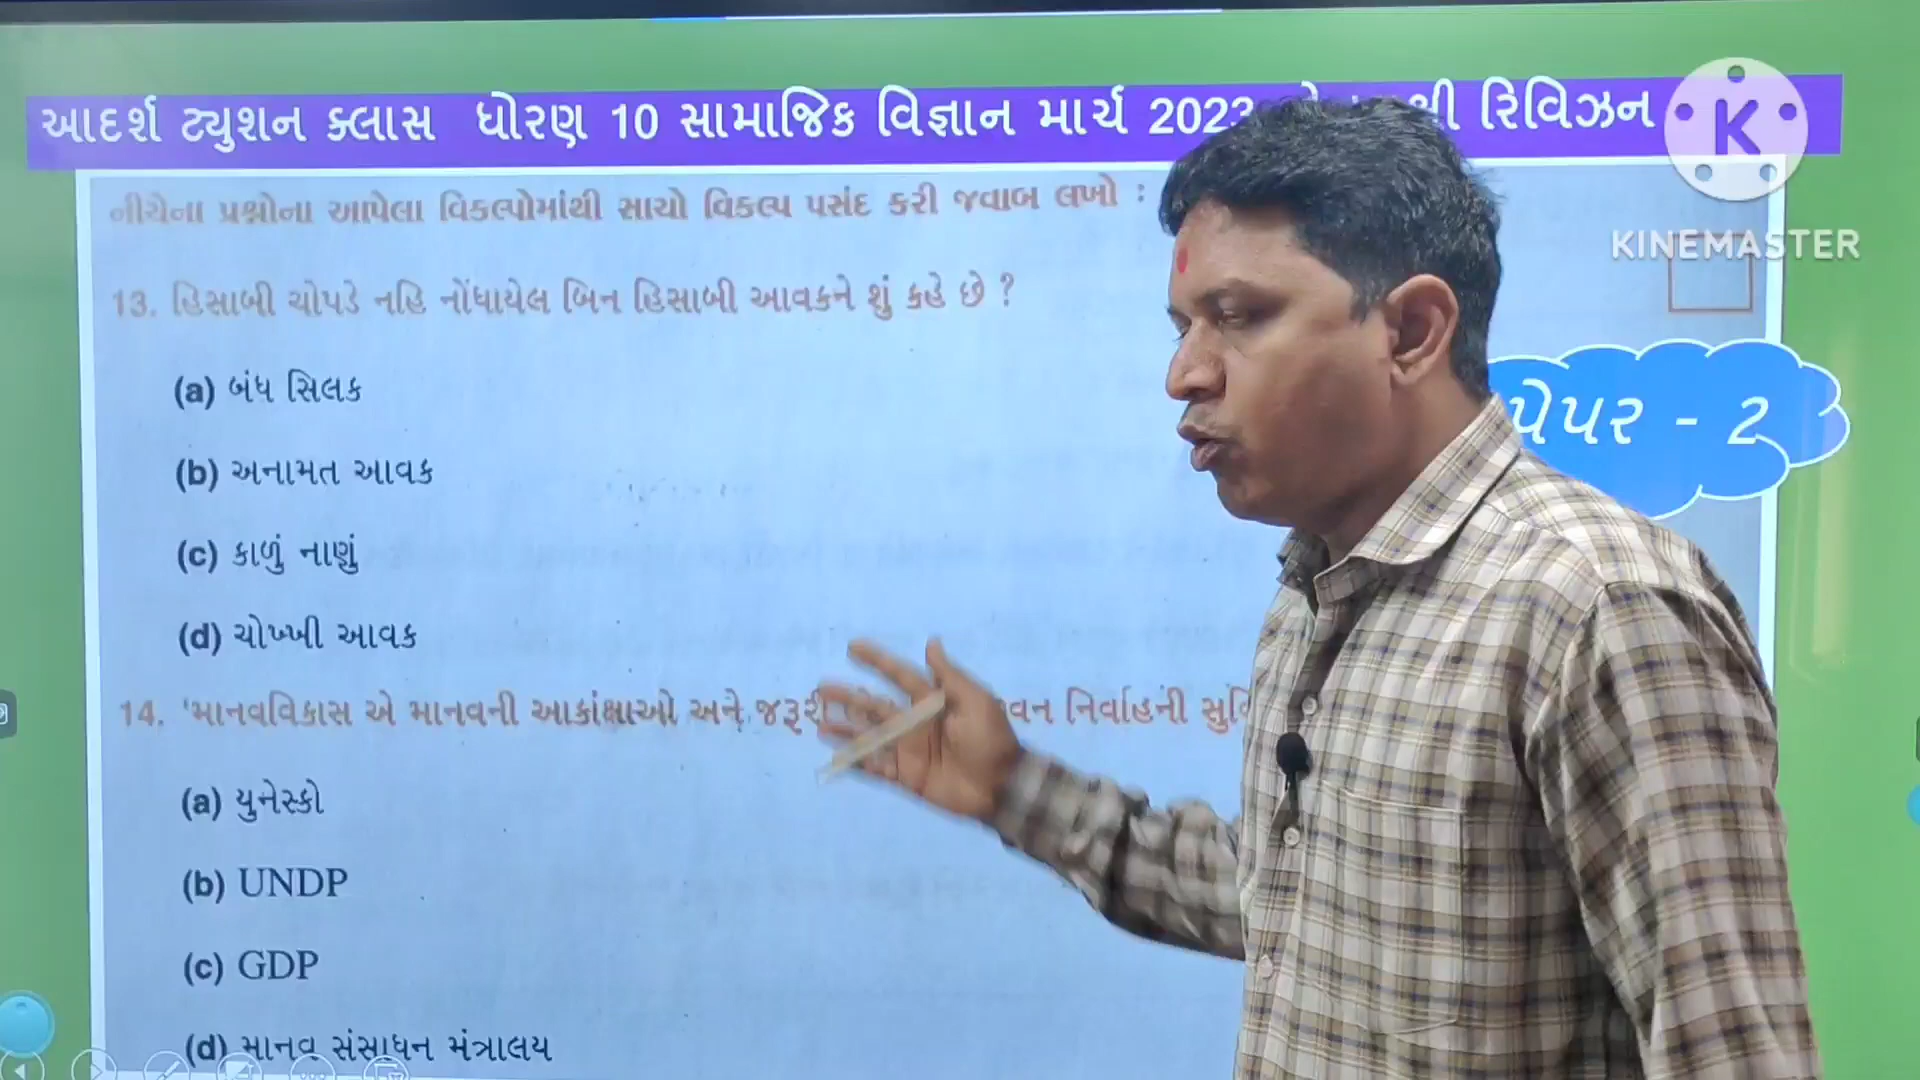 આદર્શ ટ્યુશન ક્લાસ ધોરણ 10 સામાજિક વિજ્ઞાન માર્ચ 2023 રિવિઝન
K
KINEMASTER
નીચેના પ્રશ્નોના આપેલા વિકલ્પોમાંથી સાચો વિકલ્પ પસંદ કરી જવાબ લખો :
13. હિસાબી ચોપડે નહિ નોંધાયેલ બિન હિસાબી આવકને શું કહે છે ?
(a) બંધ સિલક
પેપર - 2
(b) અનામત આવક
(c) કાળું નાણું
(d) ચોખ્ખી આવક
14. 'માનવવિકાસ એ માનવની આકાંક્ષાઓ અને જરૂરી નિર્વાહની
(a) યુનેસ્કો
(b) UNDP
(c) GDP
(d) માનવ સંસાધન મંત્રાલય